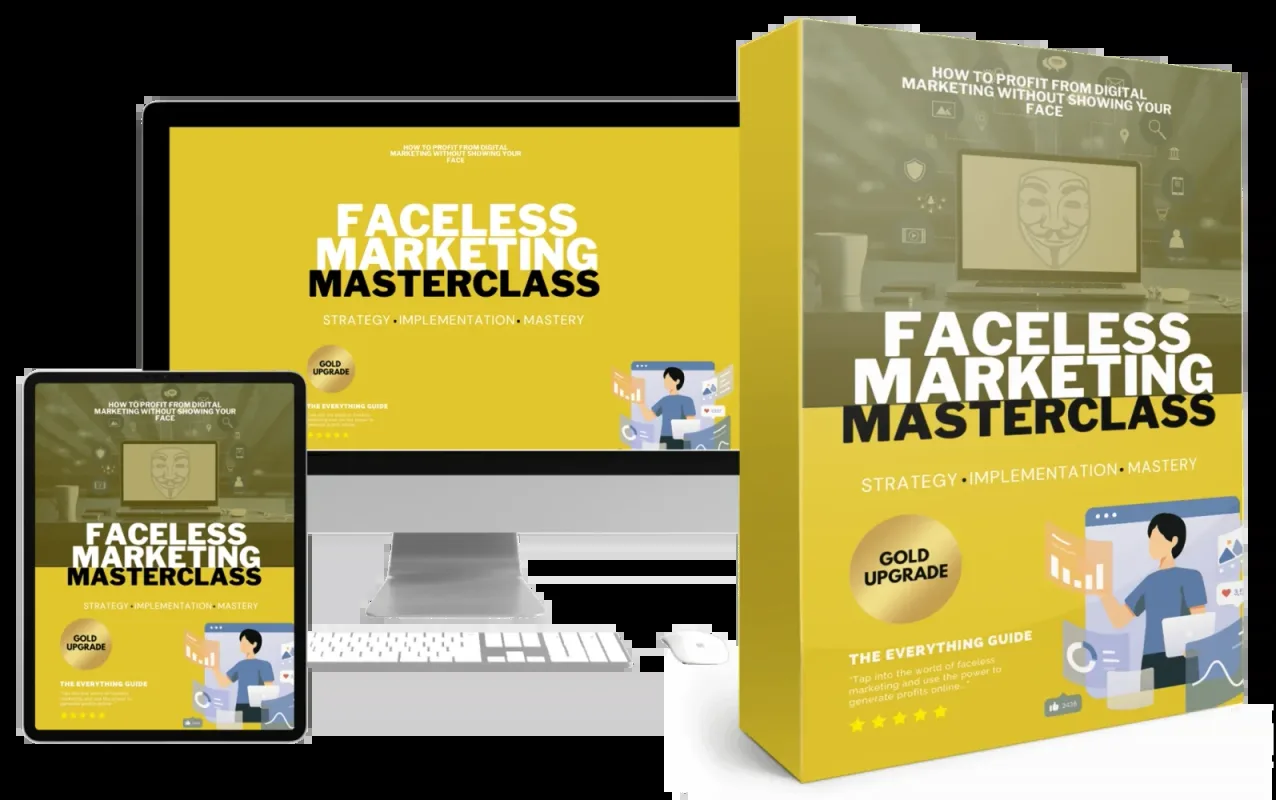 HOW TO PROFIT FROM DIGITAL
MARKETING WITHOUT SHOWING YOUR
FACE
FACELESS
MARKETING
MASTERCLASS
STRATEGY•IMPLEMENTATION•MASTERY
GOLD
UPGRADE
THE EVERYTHING GUIDE
HOW TO PROFIT FROM DIGITAL
MARKETING WITHOUT SHOWING YOUR
FACE
FACELESS
MARKETING
MASTERCLASS
STRATEGY•IMPLEMENTATION•MASTERY
GOLD
UPGRADE
THE EVERYTHING GUIDE
HOW TO PROFIT FROM DIGITAL
MARKETING WITHOUT SHOWING YOUR
FACE
FACELESS
MARKETING
MASTERCLASS
STRATEGY•IMPLEMENTATION•MASTERY
GOLD
UPGRADE
THE EVERYTHING GUIDE
"Tap into the world of faceless
marketing and use the power to
generate profits online..."